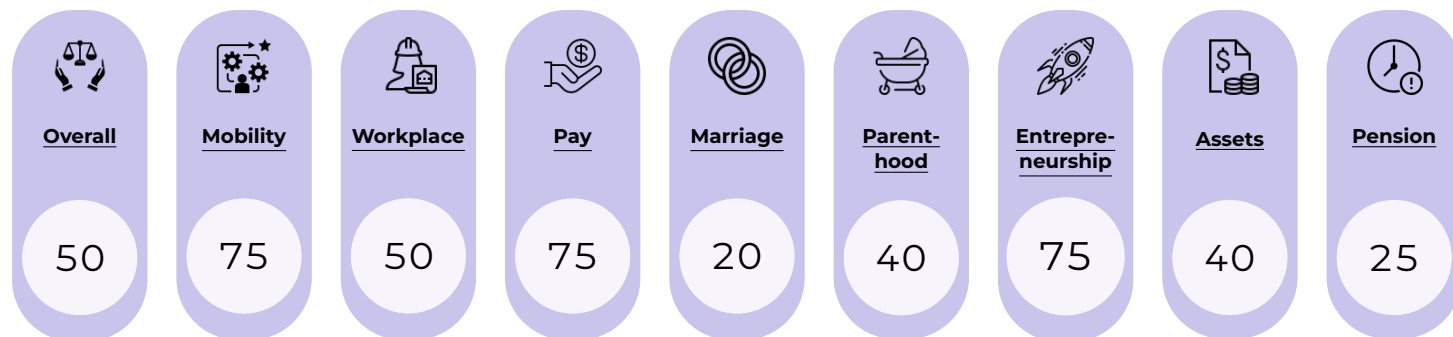 Overall
50
Mobility
75
Workplace
50
Pay
75
Marriage
20
Parent-
hood
40
Entrepre-
neurship
75
Assets
40
Pension
25